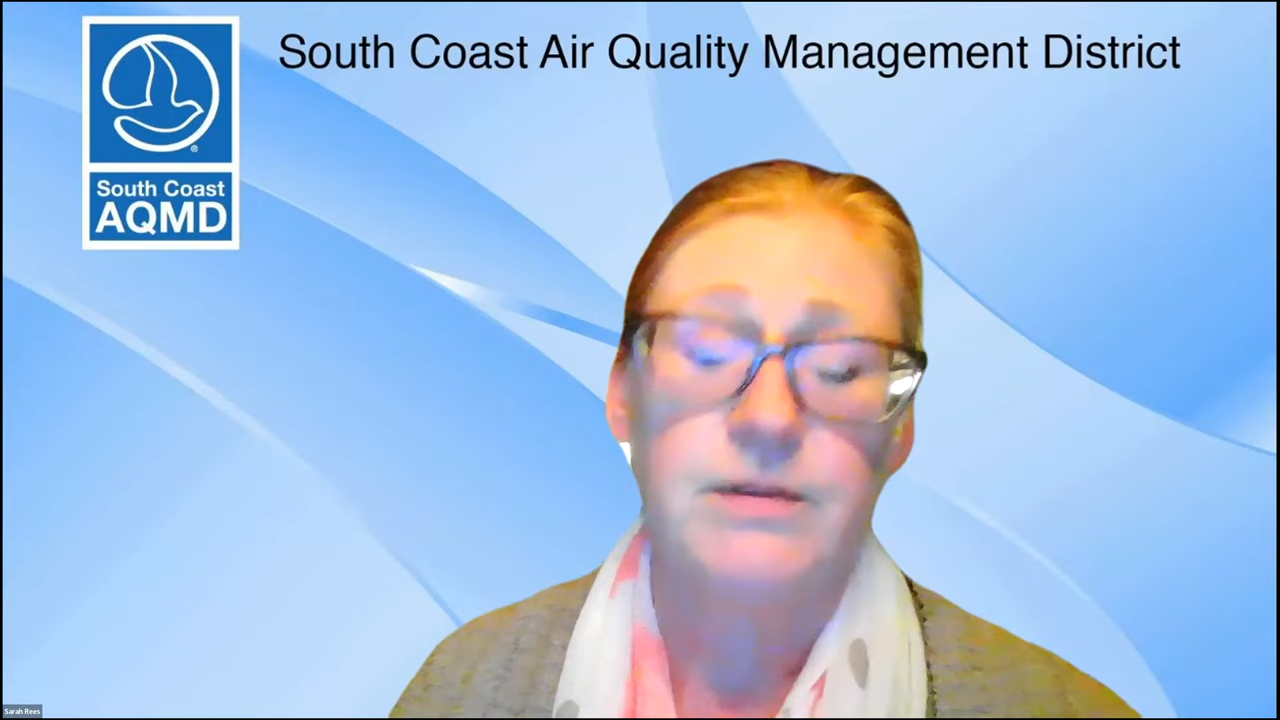 South Coast Air Quality Management District
South Coast
AQMD
Sarah Rees